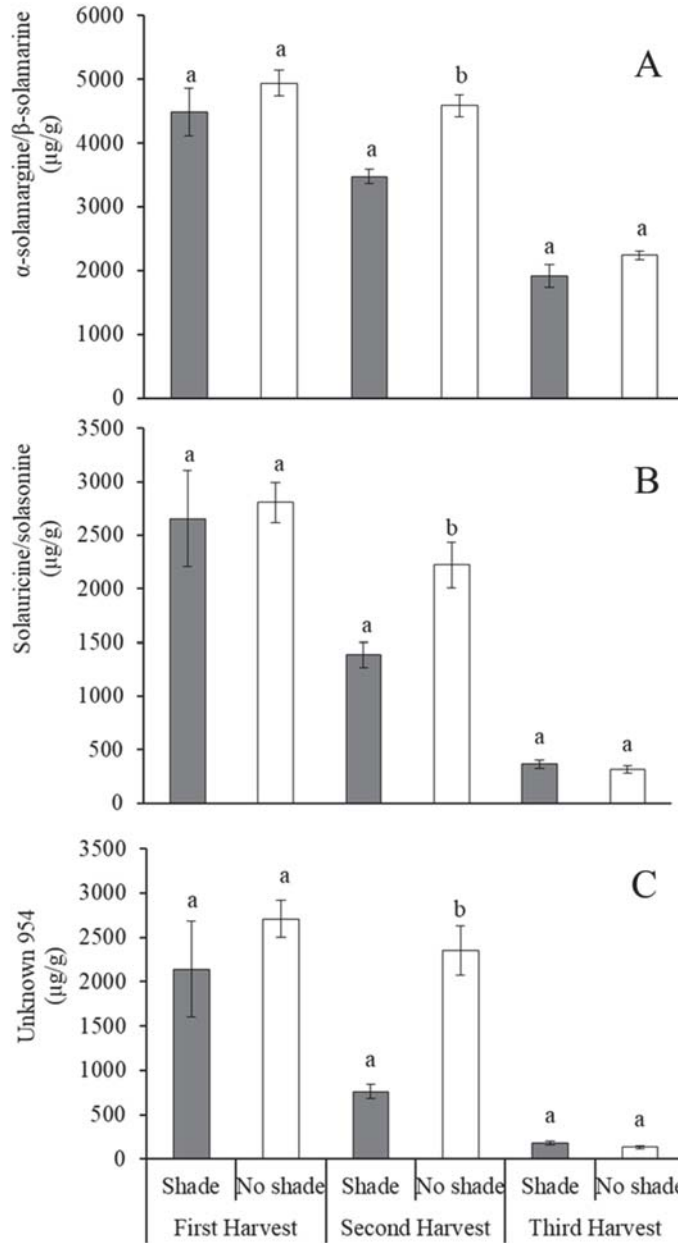 6000
5000
4000
3000
2000
1000
0
α-solamargine/β-solamarine
(µg/g)
a
a
a
b
a
a
A
3500
3000
2500
2000
1500
1000
500
0
Solauricine/solasonine
(µg/g)
a
a
a
b
a
a
B
3500
3000
2500
2000
1500
1000
500
0
Unknown 954
(µg/g)
a
a
a
b
a
a
C
Shade No shade Shade No shade Shade No shade
First Harvest Second Harvest Third Harvest